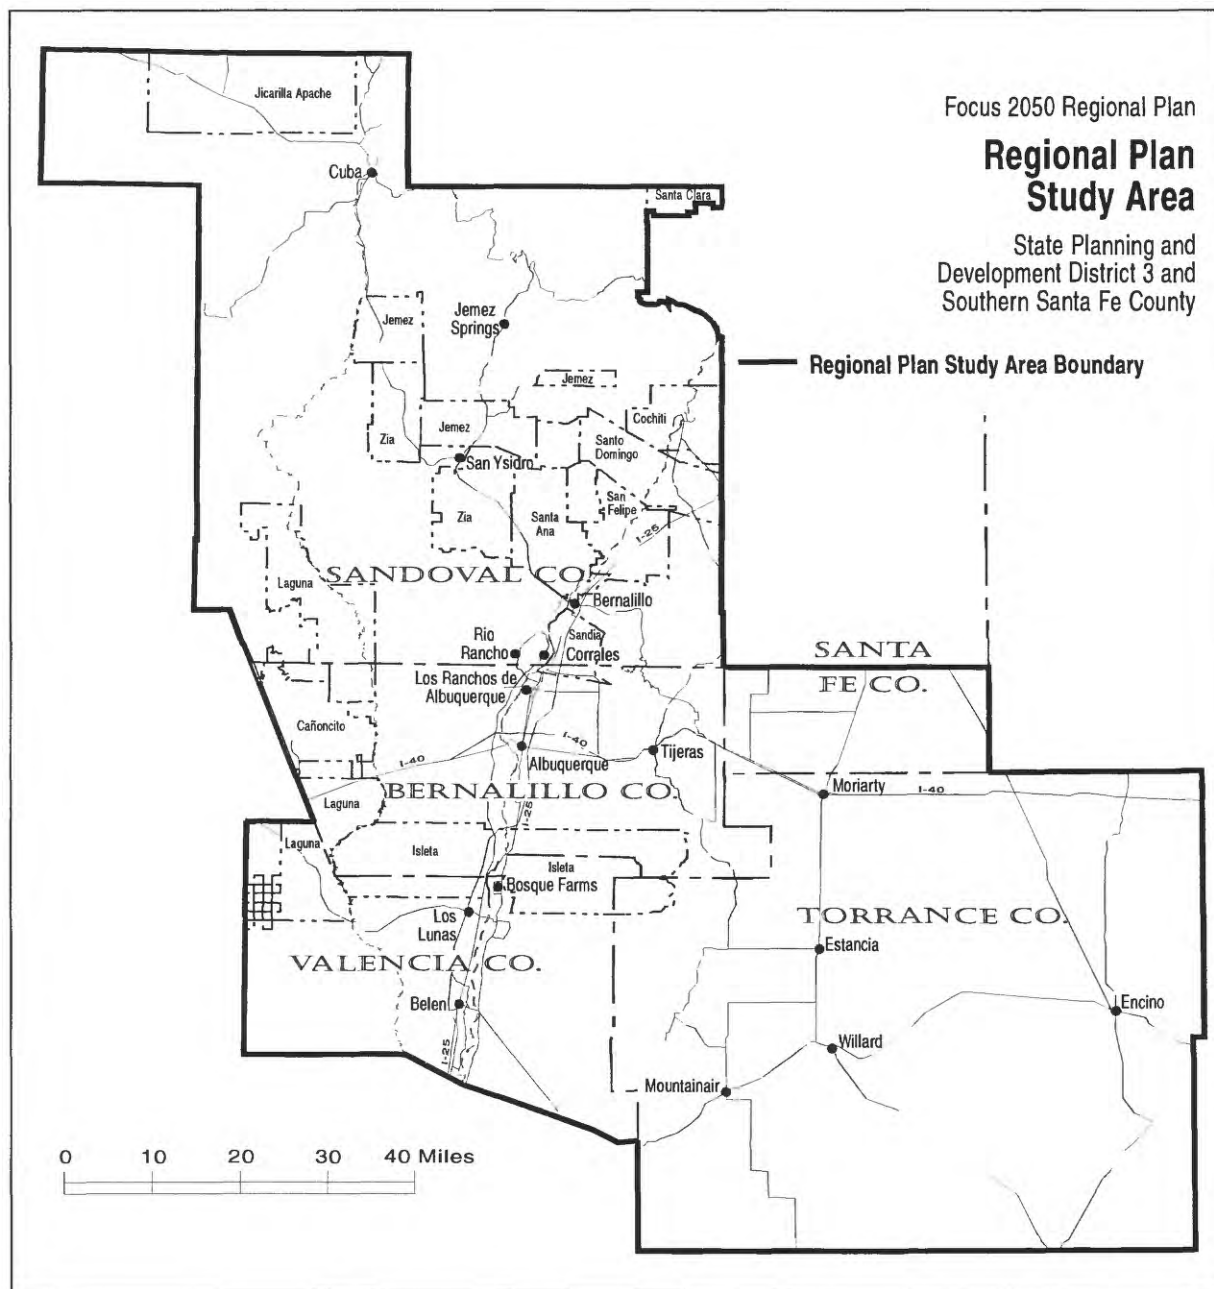 Focus 2050 Regional Plan
Regional Plan
Study Area
State Planning and
Development District 3 and
Southern Santa Fe County
Regional Plan Study Area Boundary
Jicarilla Apache
Cuba
Santa Clara
Jemez
Jemez
Springs
Jemez
Cochiti
Zia
Jemez
Santo
Domingo
San Ysidro
San
Felipe
Zia
Santa
Ana
I-25
Laguna
SANDOVAL CO.
Bernalillo
Rio
Rancho
Sandia
Corrales
SANTA
FE CO.
Los Ranchos de
Albuquerque
Cañoncito
I-40
I-40
Albuquerque
Tijeras
Laguna
BERNALILLO CO.
Moriarty
I-40
I-25
Laguna
Isleta
Isleta
Bosque Farms
Los
Lunas
TORRANCE CO.
Estancia
VALENCIA CO.
Belen
Encino
I-25
Willard
Mountainair
0 10 20 30 40 Miles